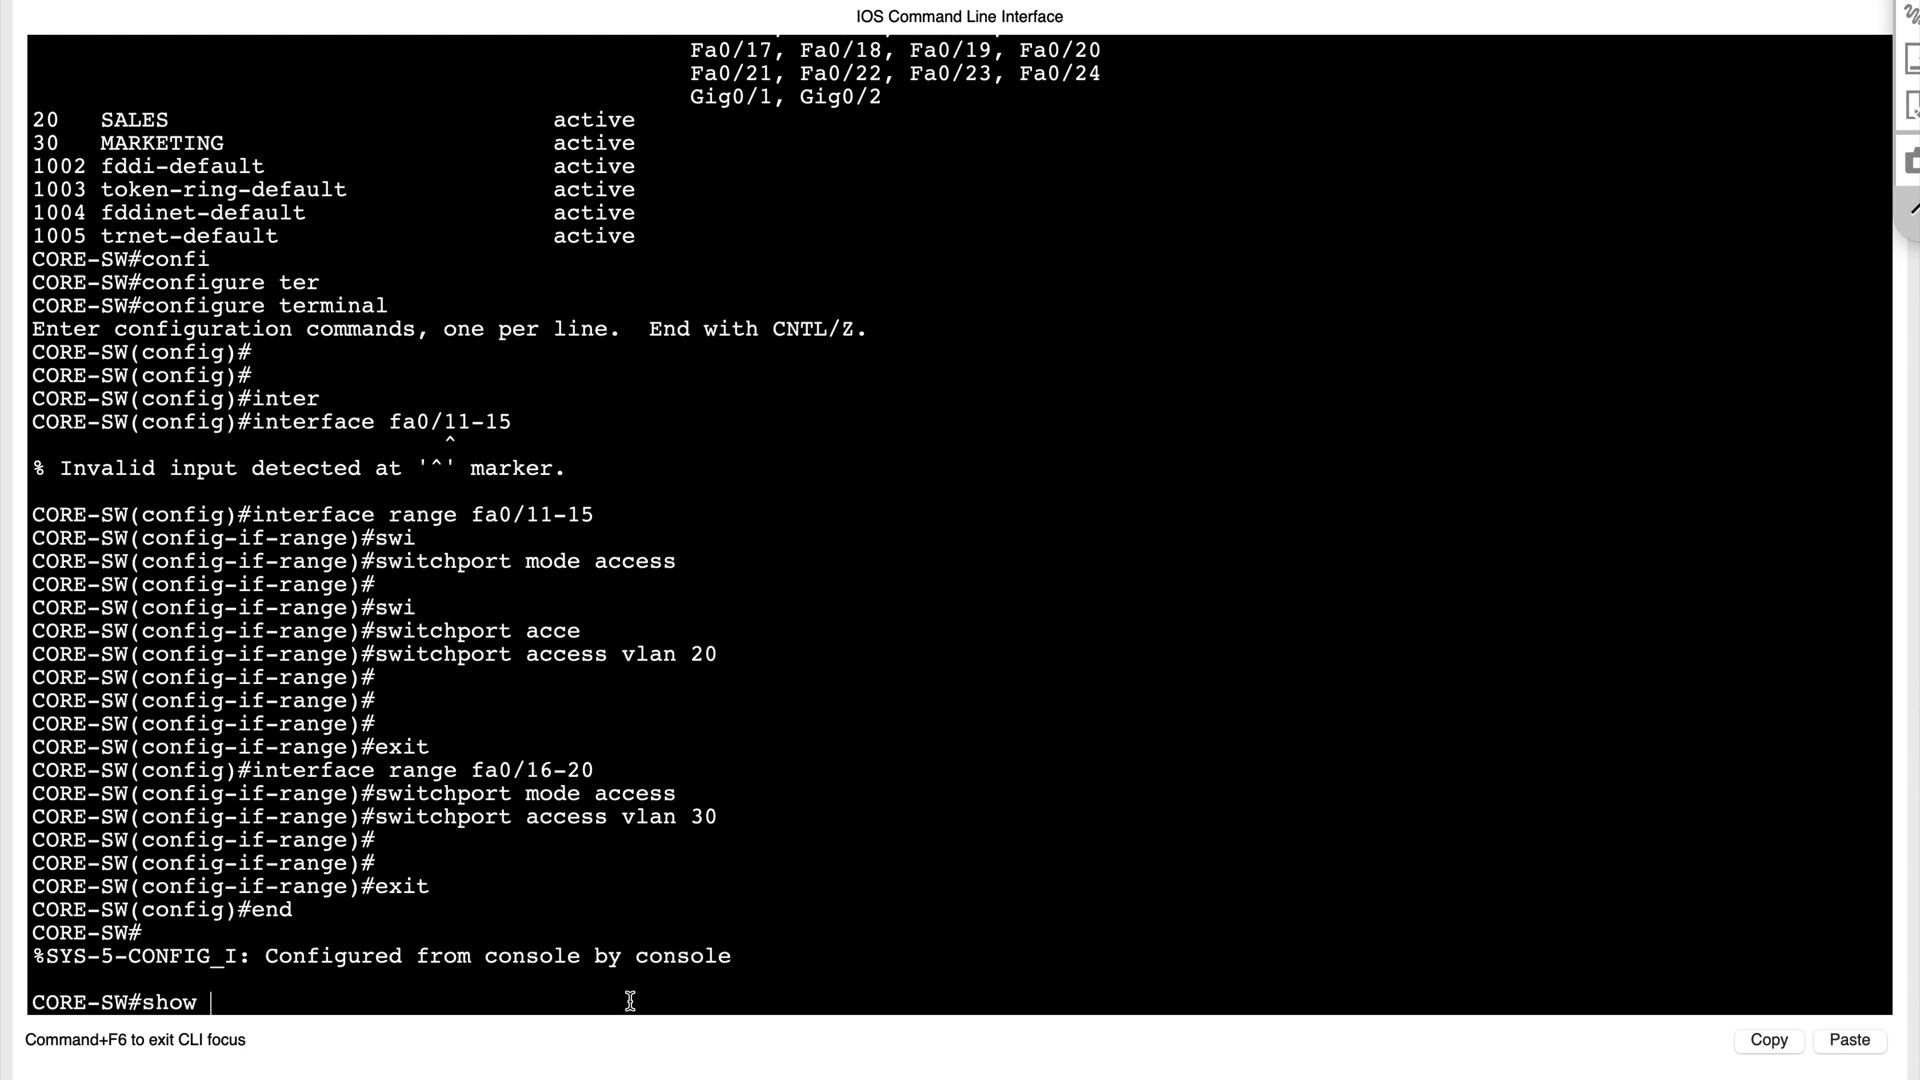 IOS Command Line Interface
Fa0/17, Fa0/18, Fa0/19, Fa0/20
Fa0/21, Fa0/22, Fa0/23, Fa0/24
Gig0/1, Gig0/2
20   SALES                            active
30   MARKETING                        active
1002 fddi-default                     active
1003 token-ring-default               active
1004 fddinet-default                  active
1005 trnet-default                    active
CORE-SW#confi
CORE-SW#configure ter
CORE-SW#configure terminal
Enter configuration commands, one per line.  End with CNTL/Z.
CORE-SW(config)#
CORE-SW(config)#
CORE-SW(config)#inter
CORE-SW(config)#interface fa0/11-15
^
% Invalid input detected at '^' marker.
CORE-SW(config)#interface range fa0/11-15
CORE-SW(config-if-range)#swi
CORE-SW(config-if-range)#switchport mode access
CORE-SW(config-if-range)#
CORE-SW(config-if-range)#swi
CORE-SW(config-if-range)#switchport acce
CORE-SW(config-if-range)#switchport access vlan 20
CORE-SW(config-if-range)#
CORE-SW(config-if-range)#
CORE-SW(config-if-range)#
CORE-SW(config-if-range)#exit
CORE-SW(config)#interface range fa0/16-20
CORE-SW(config-if-range)#switchport mode access
CORE-SW(config-if-range)#switchport access vlan 30
CORE-SW(config-if-range)#
CORE-SW(config-if-range)#
CORE-SW(config-if-range)#exit
CORE-SW(config)#end
CORE-SW#
%SYS-5-CONFIG_I: Configured from console by console
CORE-SW#show
Command+F6 to exit CLI focus
Copy
Paste